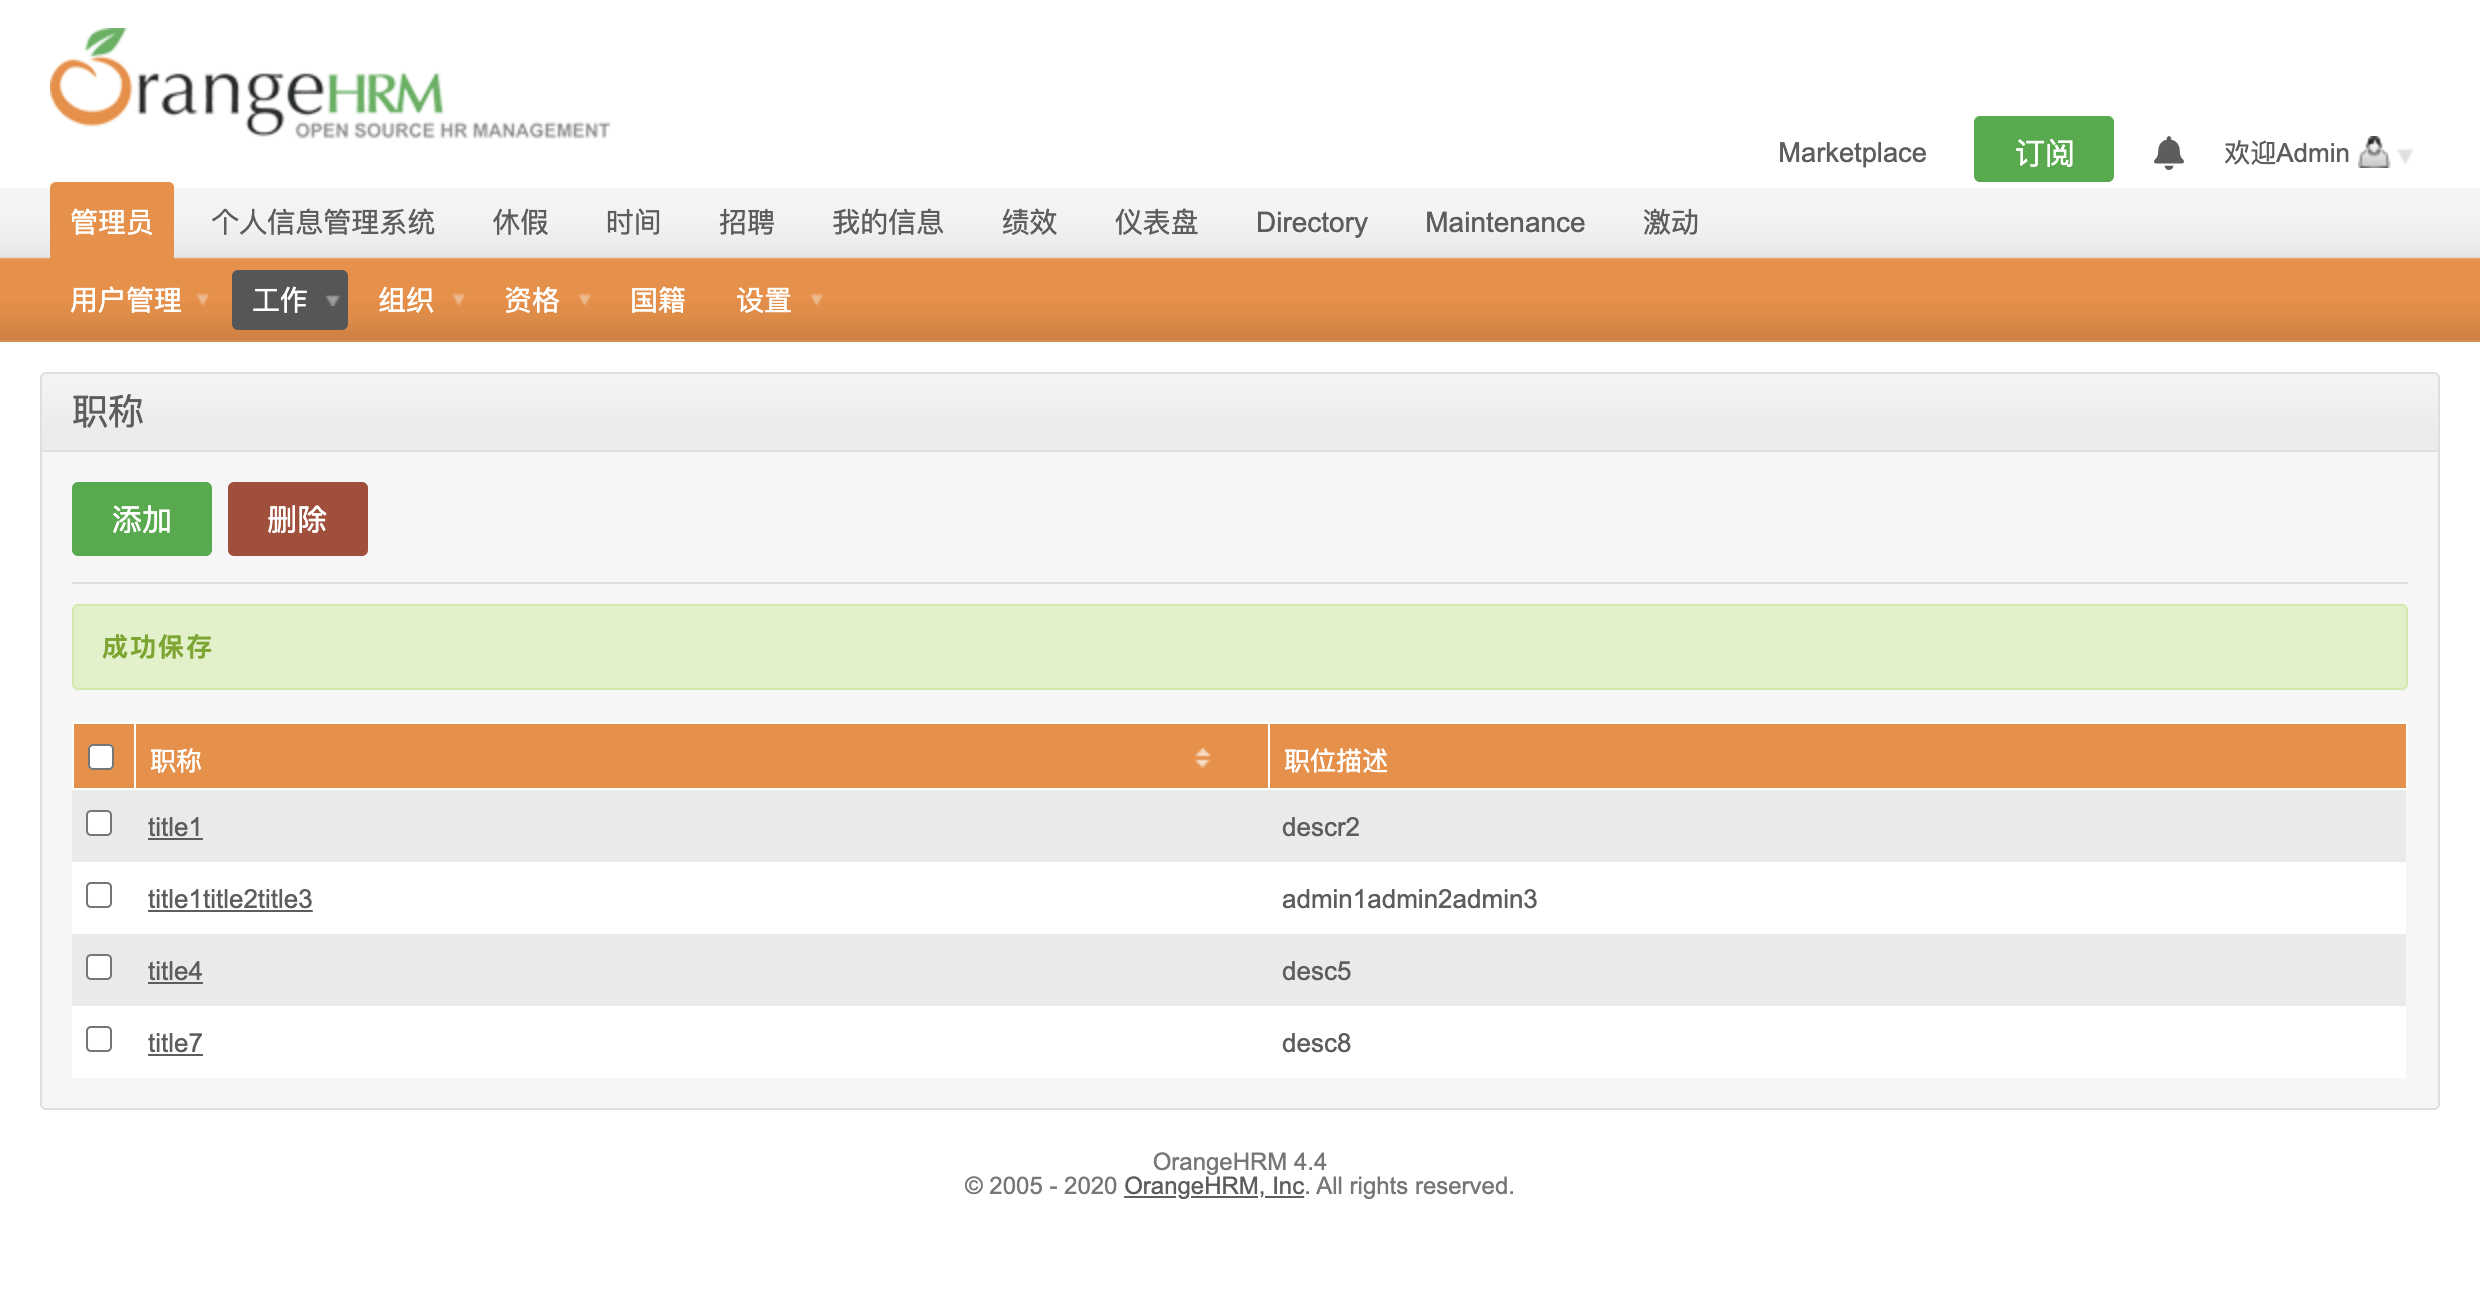 OrangeHRM
OPEN SOURCE HR MANAGEMENT
Marketplace 订阅 欢迎Admin
管理员 个人信息管理系统 休假 时间 招聘 我的信息 绩效 仪表盘 Directory Maintenance 激动
用户管理 工作 组织 资格 国籍 设置
职称
添加 删除
成功保存
职称 职位描述
title1 descr2
title1title2title3 admin1admin2admin3
title4 desc5
title7 desc8
OrangeHRM 4.4
© 2005 - 2020 OrangeHRM, Inc. All rights reserved.